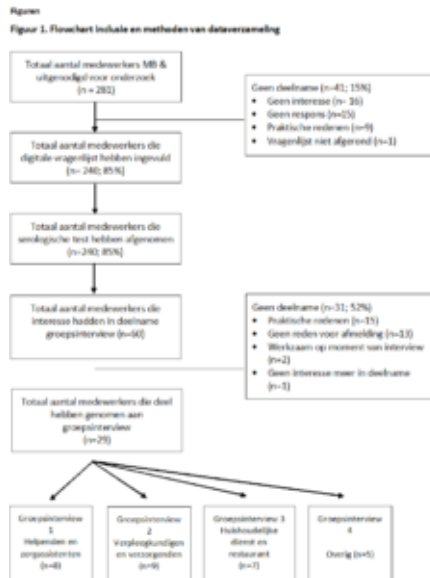 Figuren
Figuur 1. Flowchart inclusie en methoden van dataverzameling
Totaal aantal medewerkers MB &
uitgenodigd voor onderzoek
(n = 281)
Geen deelname (n=41; 15%)
• Geen interesse (n= 16)
• Geen respons (n=15)
• Praktische redenen (n=9)
• Vragenlijst niet afgerond (n=1)
Totaal aantal medewerkers die
digitale vragenlijst hebben ingevuld
(n= 240; 85%)
Totaal aantal medewerkers die
serologische test hebben afgenomen
(n=240; 85%)
Totaal aantal medewerkers die
interesse hadden in deelname
groepsinterview (n=60)
Geen deelname (n=31; 52%)
• Praktische redenen (n=15)
• Geen reden voor afmelding (n=13)
• Werkzaam op moment van interview
(n=2)
• Geen interesse meer in deelname
(n=1)
Totaal aantal medewerkers die deel
hebben genomen aan
groepsinterview
(n=29)
Groepsinterview
1
Helpenden en
zorgassistenten
(n=8)
Groepsinterview
2
Verpleegkundigen
en verzorgenden
(n=9)
Groepsinterview 3
Huishoudelijke
dienst en
restaurant
(n=7)
Groepsinterview
4
Overig (n=5)